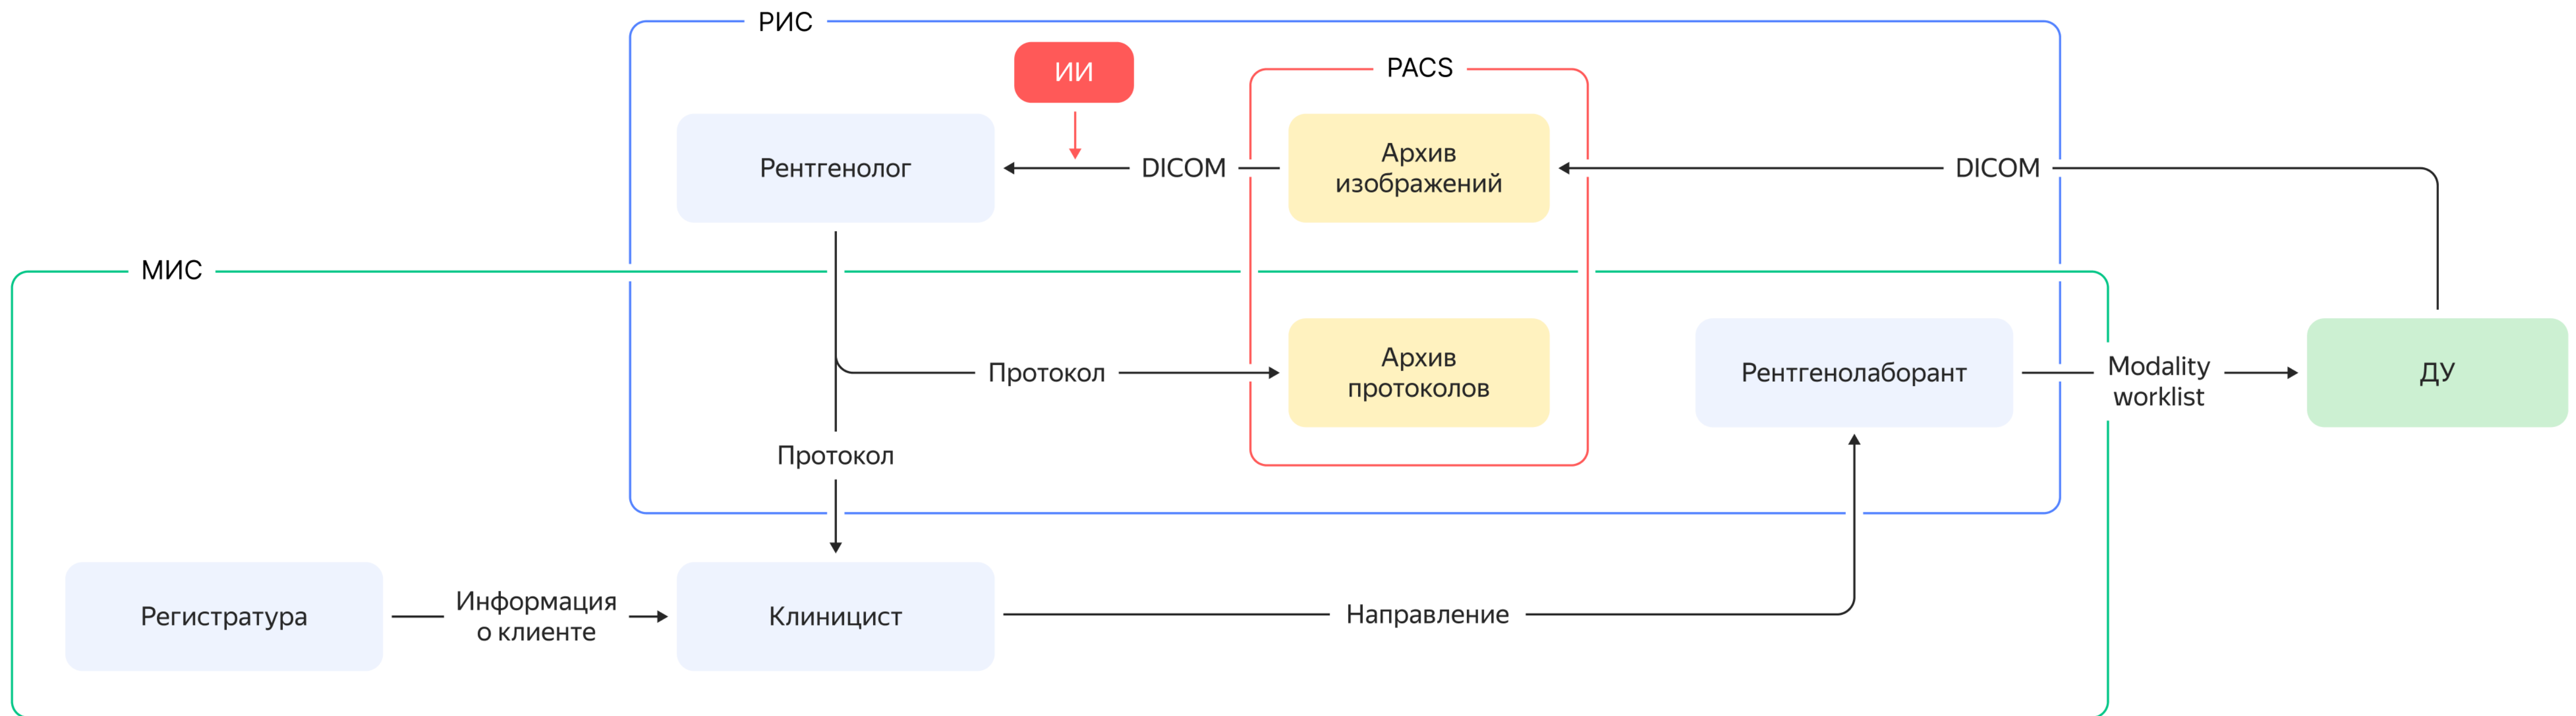 РИС
ИИ
PACS
Рентгенолог
DICOM
Архив
изображений
DICOM
МИС
Протокол
Архив
протоколов
Рентгенолаборант
Modality
worklist
ДУ
Протокол
Регистратура
Информация
о клиенте
Клиницист
Направление